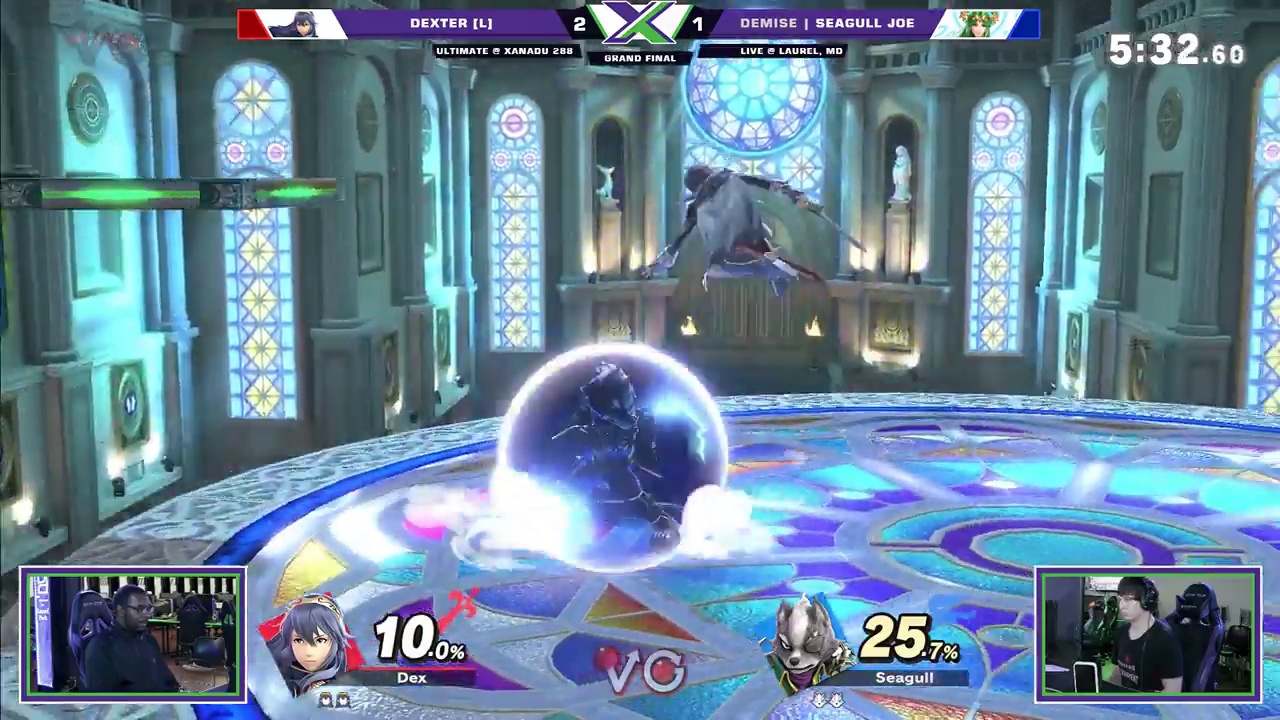 DEXTER [L] 2 1 DEMISE | SEAGULL JOE
ULTIMATE @ XANADU 288 GRAND FINAL LIVE @ LAUREL, MD
5:32.60
10.0% 25.7%
Dex Seagull